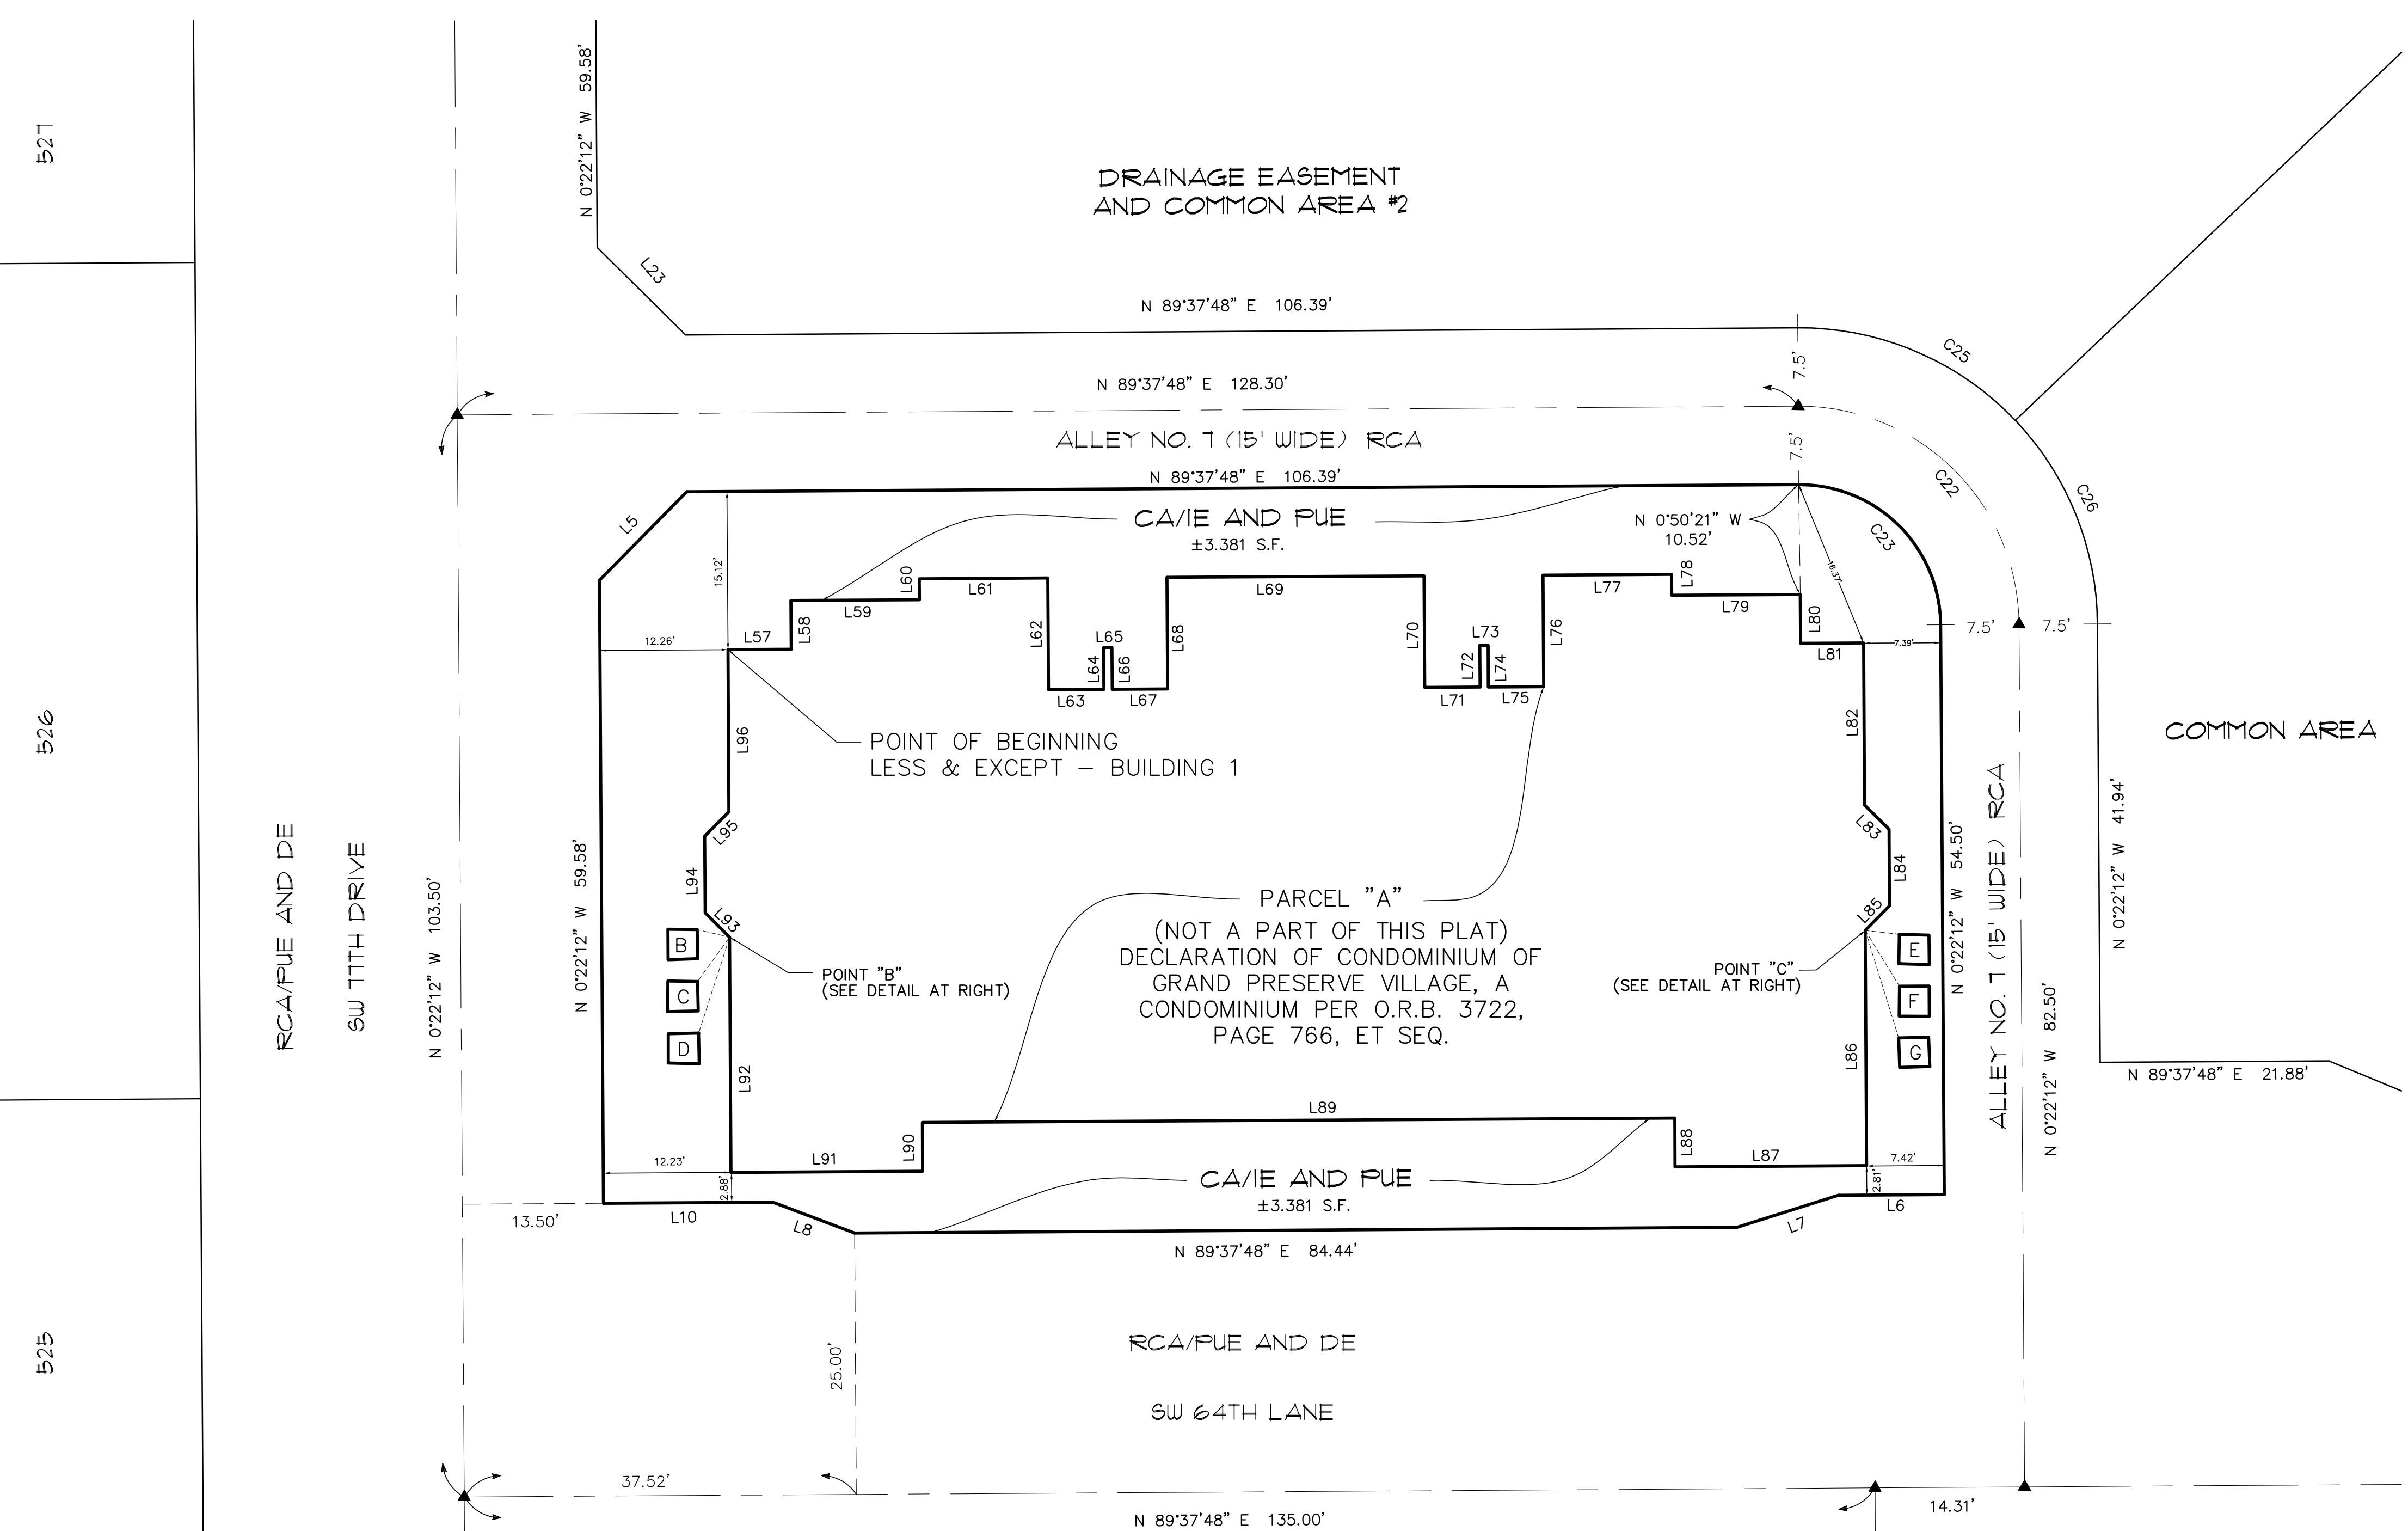 527
N 0°22'12" W 59.58'
DRAINAGE EASEMENT
AND COMMON AREA #2
L23
N 89°37'48" E 106.39'
7.5'
C25
N 89°37'48" E 128.30'
ALLEY NO. 7 (15' WIDE) RCA
7.5'
N 89°37'48" E 106.39'
C22
C26
L5
CA/IE AND PUE
±3.381 S.F.
N 0°50'21" W
10.52'
C23
15.12'
16.37'
L60
L61
L69
L77
L78
L59
L79
12.26'
L57
L58
L62
L65
L64
L66
L68
L70
L73
L72
L74
L76
L80
L81
7.39'
7.5'
7.5'
L63
L67
L71
L75
526
L96
POINT OF BEGINNING
LESS & EXCEPT - BUILDING 1
L82
COMMON AREA
RCA/PUE AND DE
SW 77TH DRIVE
N 0°22'12" W 103.50'
N 0°22'12" W 59.58'
L95
L94
L93
L83
L84
L85
N 0°22'12" W 54.50'
ALLEY NO. 7 (15' WIDE) RCA
N 0°22'12" W 82.50'
N 0°22'12" W 41.94'
PARCEL "A"
(NOT A PART OF THIS PLAT)
DECLARATION OF CONDOMINIUM OF
GRAND PRESERVE VILLAGE, A
CONDOMINIUM PER O.R.B. 3722,
PAGE 766, ET SEQ.
B
C
D
POINT "B"
(SEE DETAIL AT RIGHT)
POINT "C"
(SEE DETAIL AT RIGHT)
E
F
G
L92
L86
N 89°37'48" E 21.88'
L89
L90
L88
L91
L87
12.23'
7.42'
2.88'
2.81'
CA/IE AND PUE
±3.381 S.F.
13.50'
L10
L8
L7
L6
N 89°37'48" E 84.44'
525
25.00'
RCA/PUE AND DE
SW 64TH LANE
37.52'
14.31'
N 89°37'48" E 135.00'